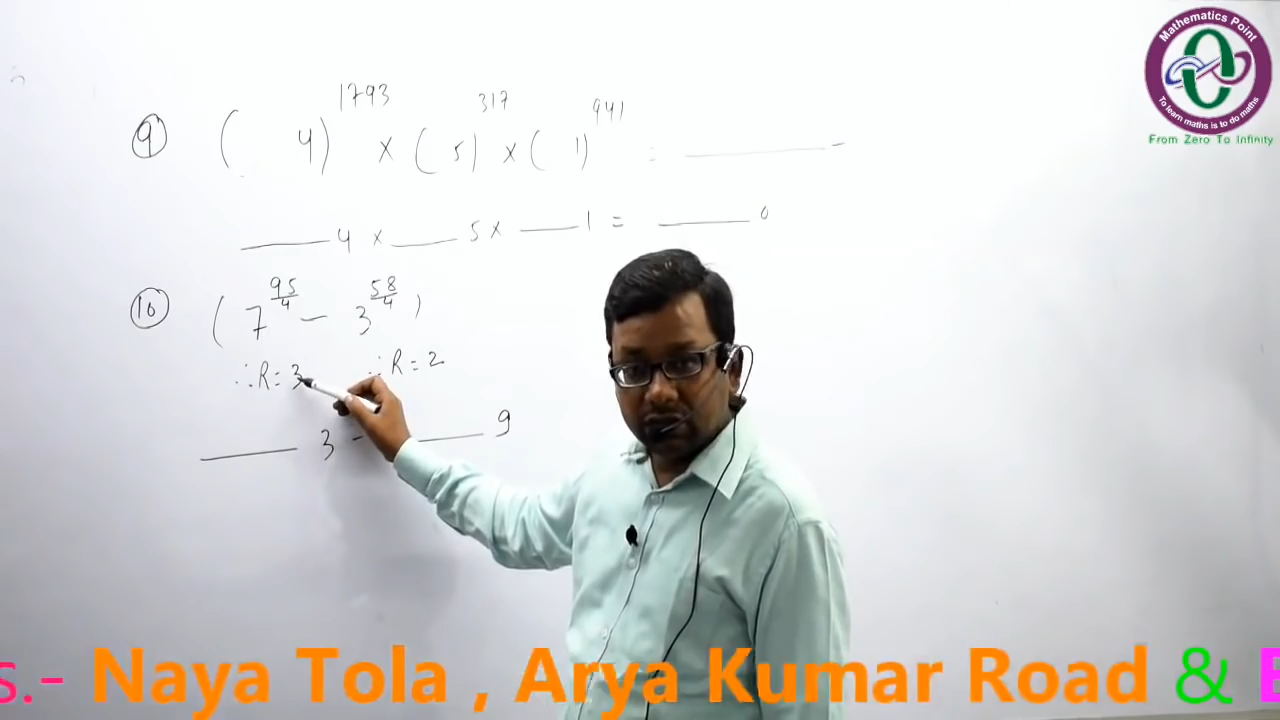 Mathematics Point
To learn maths is to do maths
From Zero To Infinity
(9) ( 4)^1793 × ( 5)^317 × ( 1)^941 = ______
____4 × ____5 × ____1 = ____0
(10) (7^95/4 − 3^58/4)
∴R=3 ∴R=2
____3 − ____9
s.- Naya Tola , Arya Kumar Road &